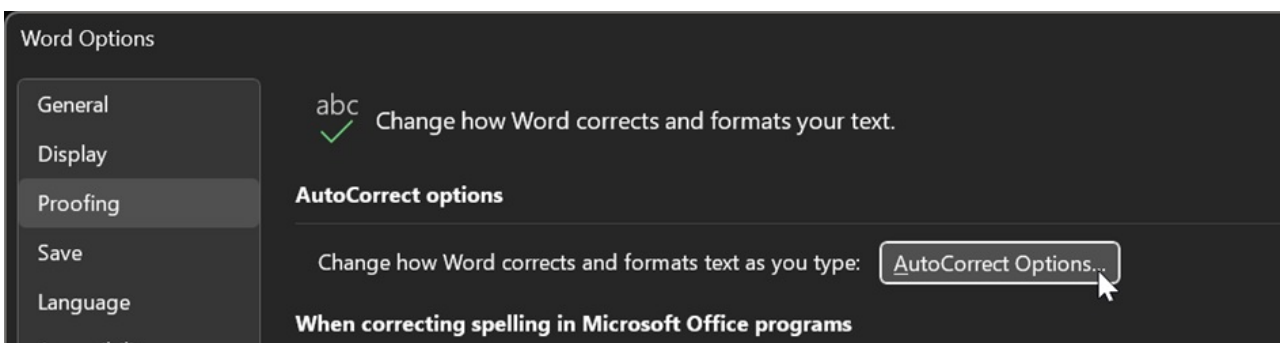 Word Options
General
Display
Proofing
Save
Language
abc
Change how Word corrects and formats your text.
AutoCorrect options
Change how Word corrects and formats text as you type:
AutoCorrect Options...
When correcting spelling in Microsoft Office programs